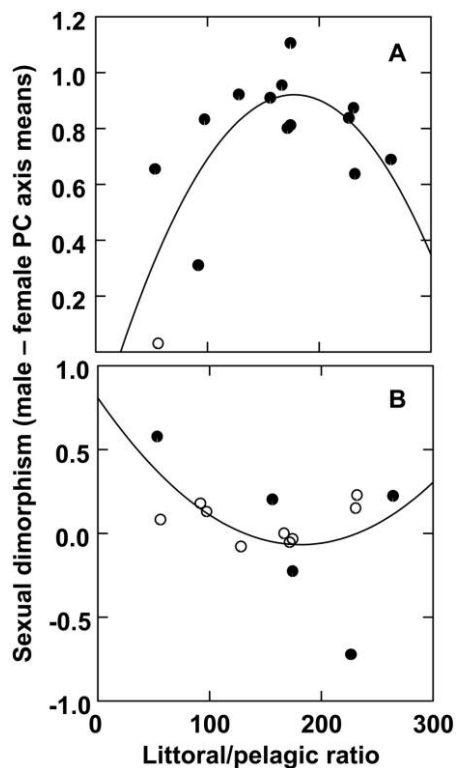 Sexual dimorphism (male – female PC axis means)
A
1.2
1.0
0.8
0.6
0.4
0.2
B
1.0
0.5
0.0
-0.5
-1.0
0 100 200 300
Littoral/pelagic ratio